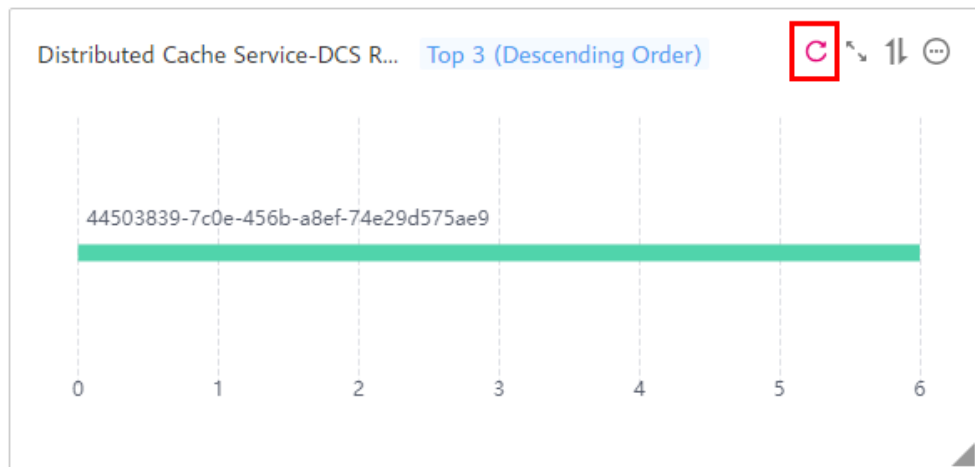 Distributed Cache Service-DCS R... Top 3 (Descending Order)
44503839-7c0e-456b-a8ef-74e29d575ae9
0 1 2 3 4 5 6